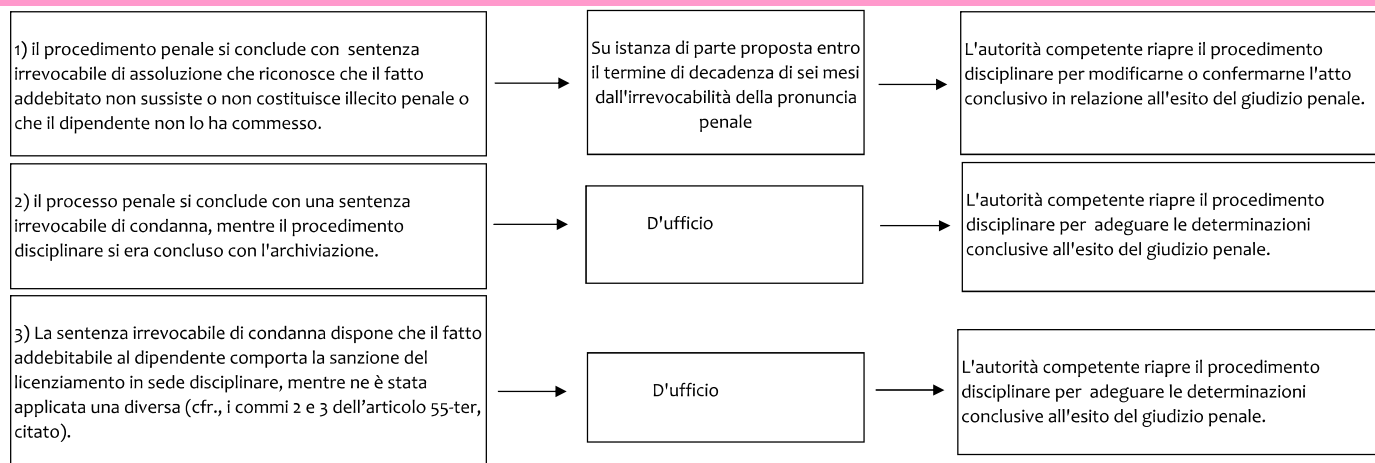 1) il procedimento penale si conclude con sentenza
irrevocabile di assoluzione che riconosce che il fatto
addebitato non sussiste o non costituisce illecito penale o
che il dipendente non lo ha commesso.
Su istanza di parte proposta entro
il termine di decadenza di sei mesi
dall'irrevocabilità della pronuncia
penale
L'autorità competente riapre il procedimento
disciplinare per modificarne o confermarne l'atto
conclusivo in relazione all'esito del giudizio penale.
2) il processo penale si conclude con una sentenza
irrevocabile di condanna, mentre il procedimento
disciplinare si era concluso con l'archiviazione.
D'ufficio
L'autorità competente riapre il procedimento
disciplinare per adeguare le determinazioni
conclusive all'esito del giudizio penale.
3) La sentenza irrevocabile di condanna dispone che il fatto
addebitabile al dipendente comporta la sanzione del
licenziamento in sede disciplinare, mentre ne è stata
applicata una diversa (cfr., i commi 2 e 3 dell'articolo 55-ter,
citato).
D'ufficio
L'autorità competente riapre il procedimento
disciplinare per adeguare le determinazioni
conclusive all'esito del giudizio penale.